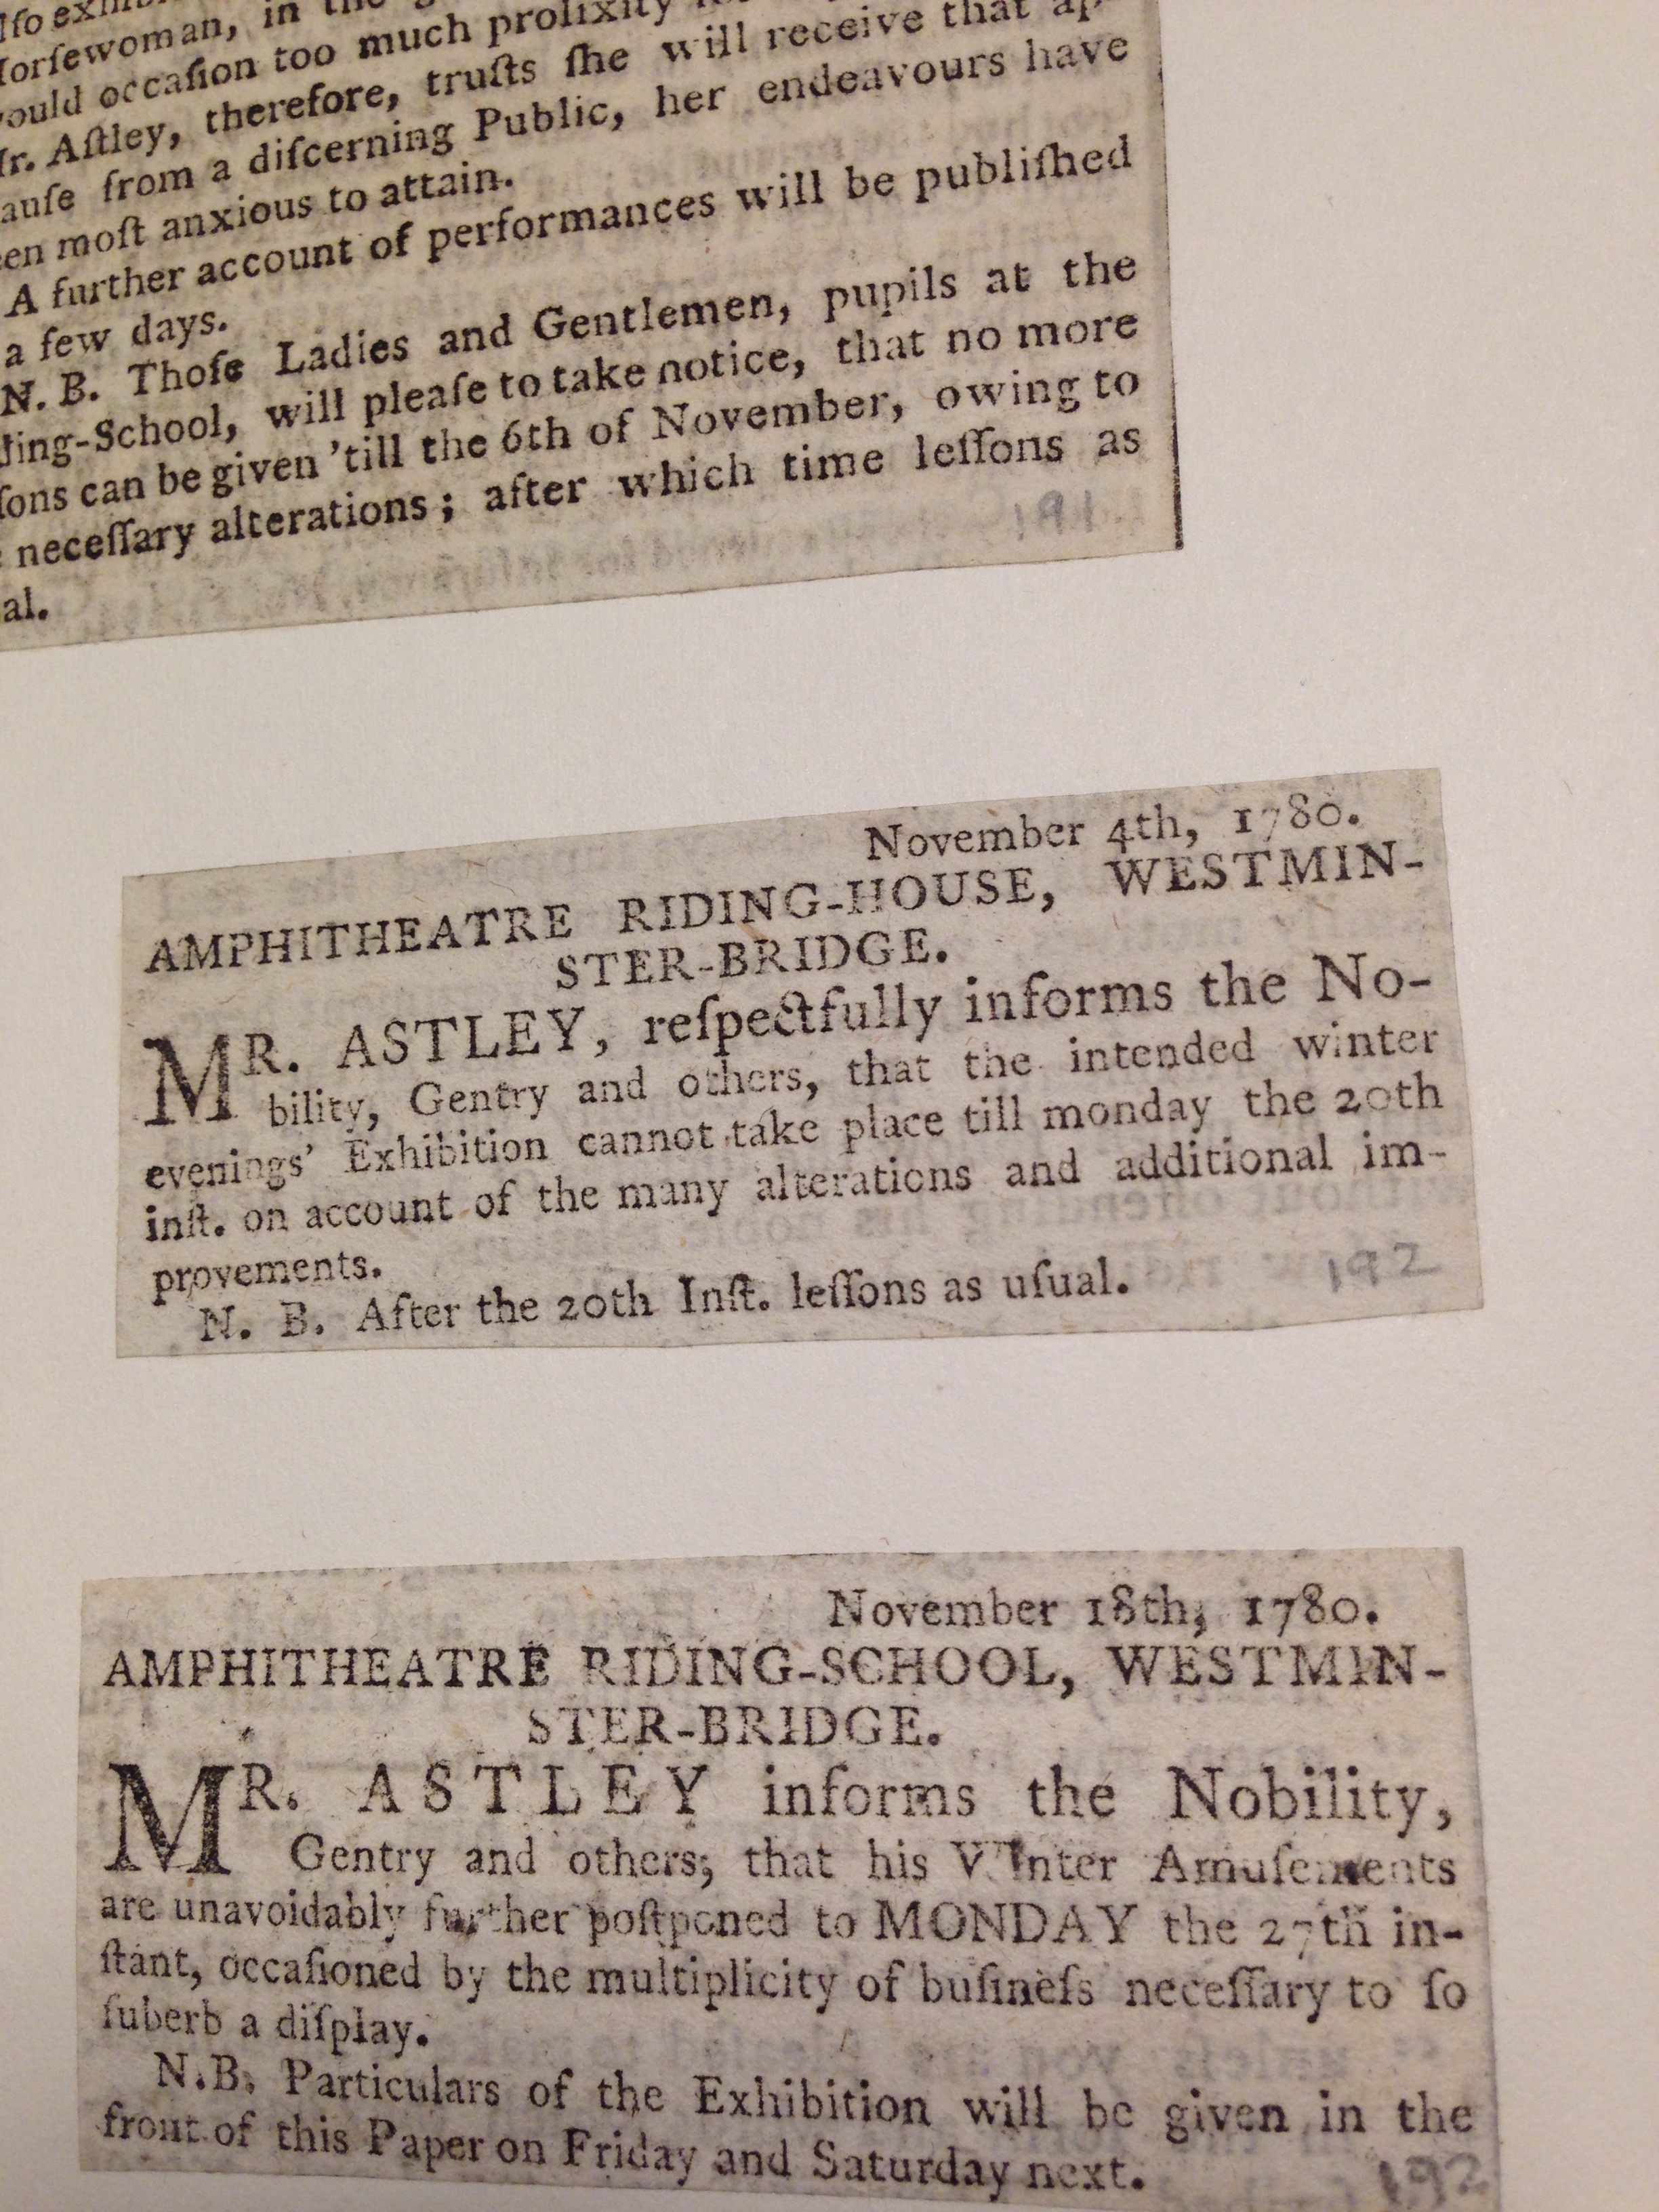 Horſewoman, in
would occaſion too much prolixity
Mr. Aſtley, therefore, truſts ſhe will receive that ap-
auſe from a diſcerning Public, her endeavours have
en moſt anxious to attain.
A further account of performances will be publiſhed
a few days.
N. B. Thoſe Ladies and Gentlemen, pupils at the
ding-School, will pleaſe to take notice, that no more
ſons can be given 'till the 6th of November, owing to
neceſſary alterations; after which time leſſons as
al.
191
November 4th, 1780.
AMPHITHEATRE RIDING-HOUSE, WESTMIN-
STER-BRIDGE.
MR. ASTLEY, reſpectfully informs the No-
bility, Gentry and others, that the intended winter
evenings' Exhibition cannot take place till monday the 20th
inſt. on account of the many alterations and additional im-
provements.
N. B. After the 20th Inſt. leſſons as uſual.
192
November 18th, 1780.
AMPHITHEATRE RIDING-SCHOOL, WESTMIN-
STER-BRIDGE.
MR. ASTLEY informs the Nobility,
Gentry and others; that his Winter Amuſements
are unavoidably further poſtponed to MONDAY the 27th in-
ſtant, occaſioned by the multiplicity of buſineſs neceſſary to ſo
ſuberb a diſplay.
N.B. Particulars of the Exhibition will be given in the
front of this Paper on Friday and Saturday next.
192